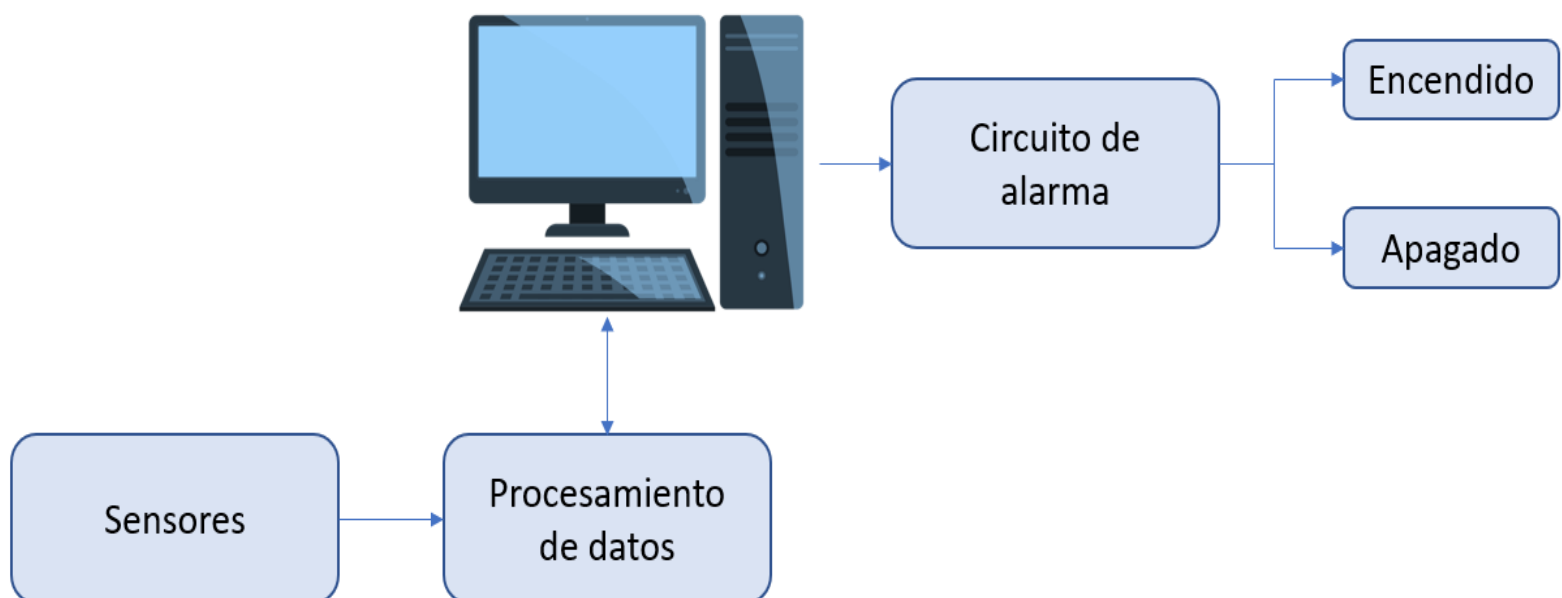 Encendido
Circuito de
alarma
Apagado
Sensores
Procesamiento
de datos